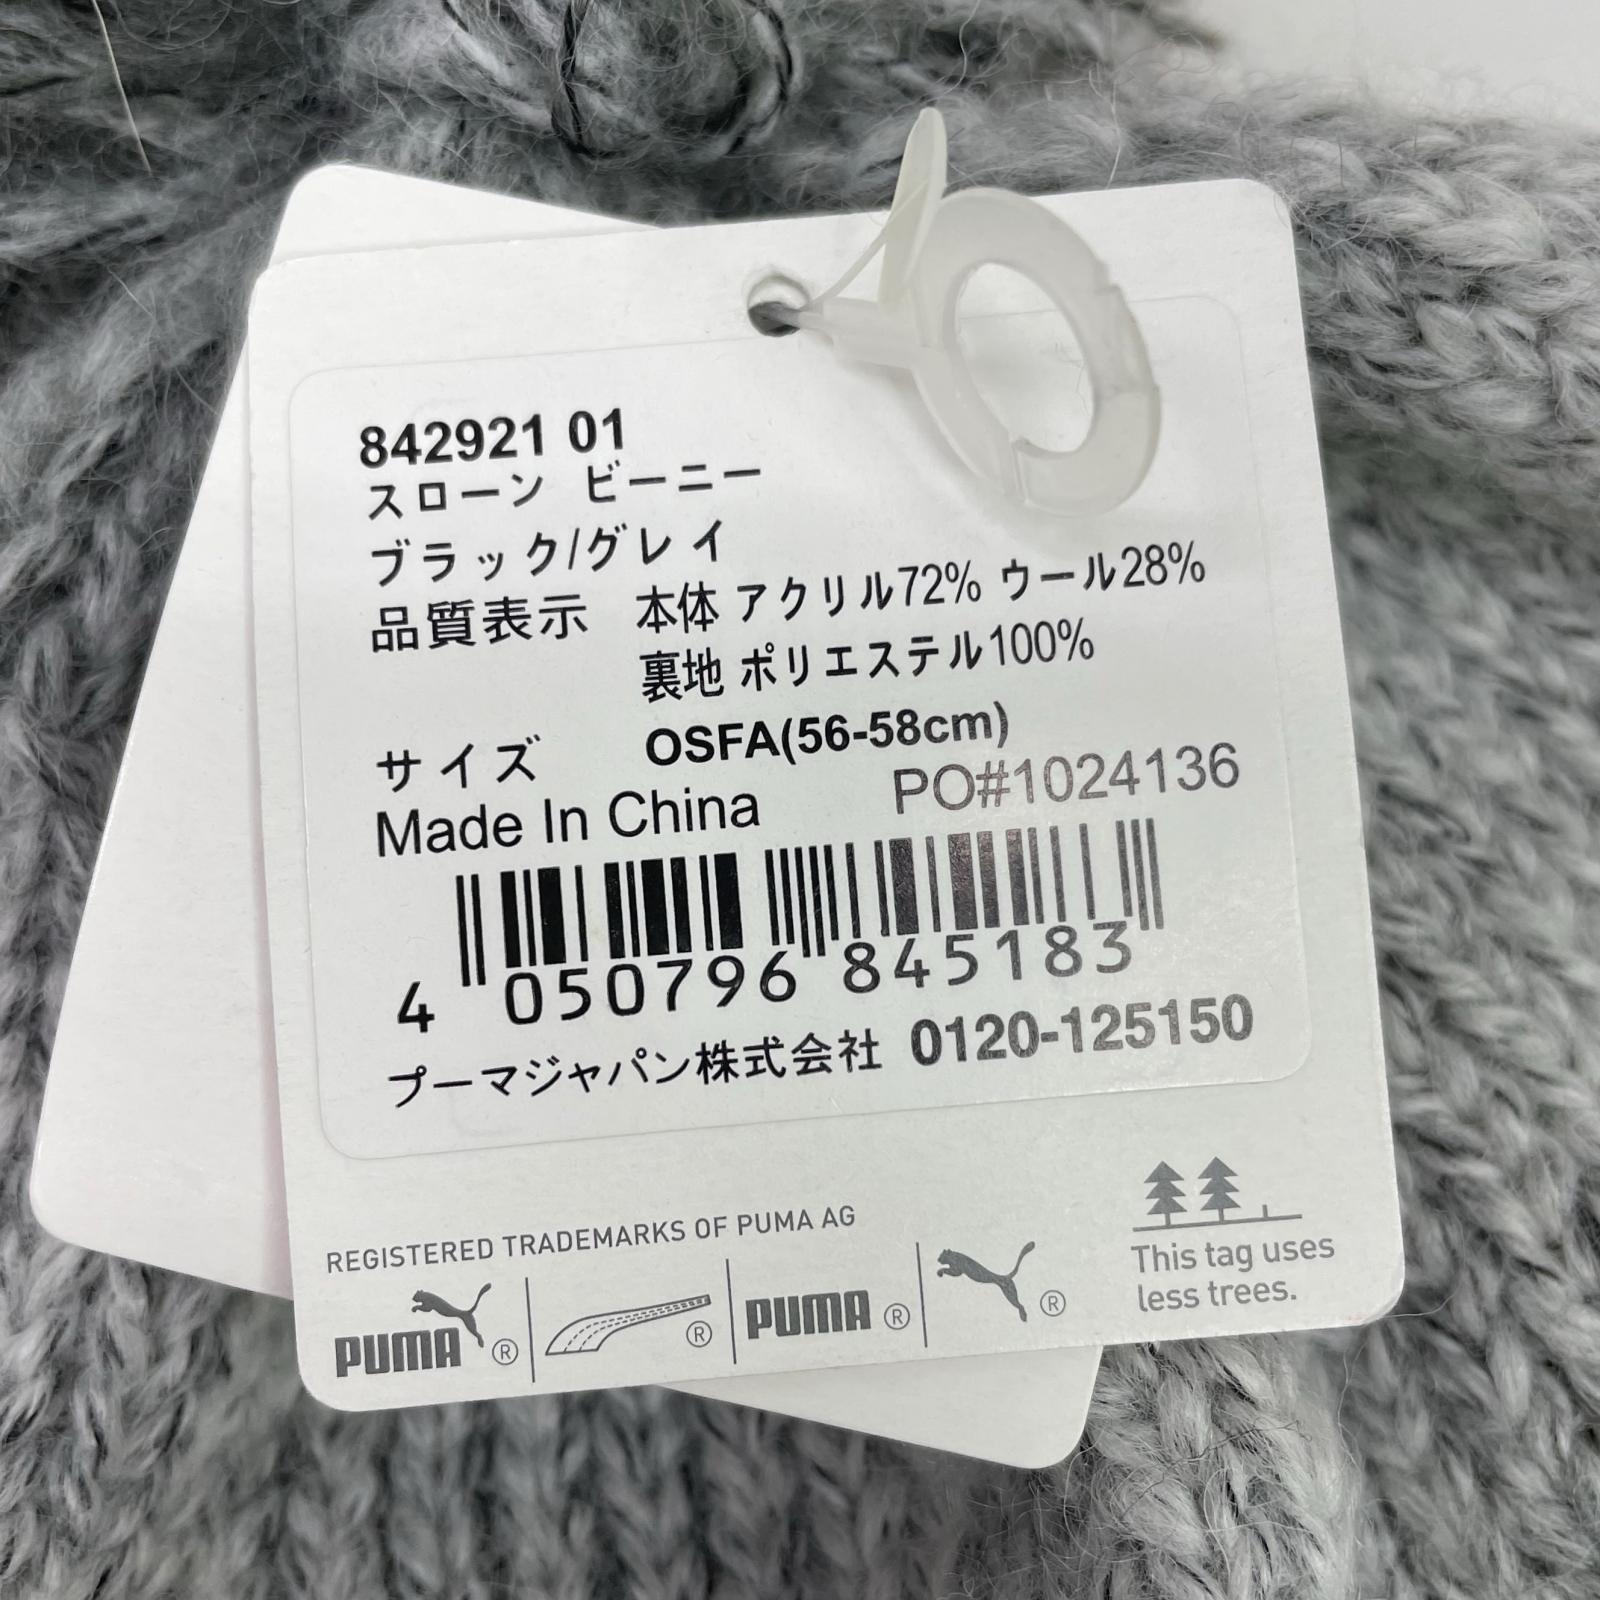 842921 01
スローン ビーニー
ブラック/グレイ
品質表示 本体 アクリル72% ウール28%
裏地 ポリエステル100%
サイズ OSFA(56-58cm)
Made In China PO#1024136
4 050796 845183
プーマジャパン株式会社 0120-125150
REGISTERED TRADEMARKS OF PUMA AG
PUMA ® ® PUMA ® ®
This tag uses
less trees.